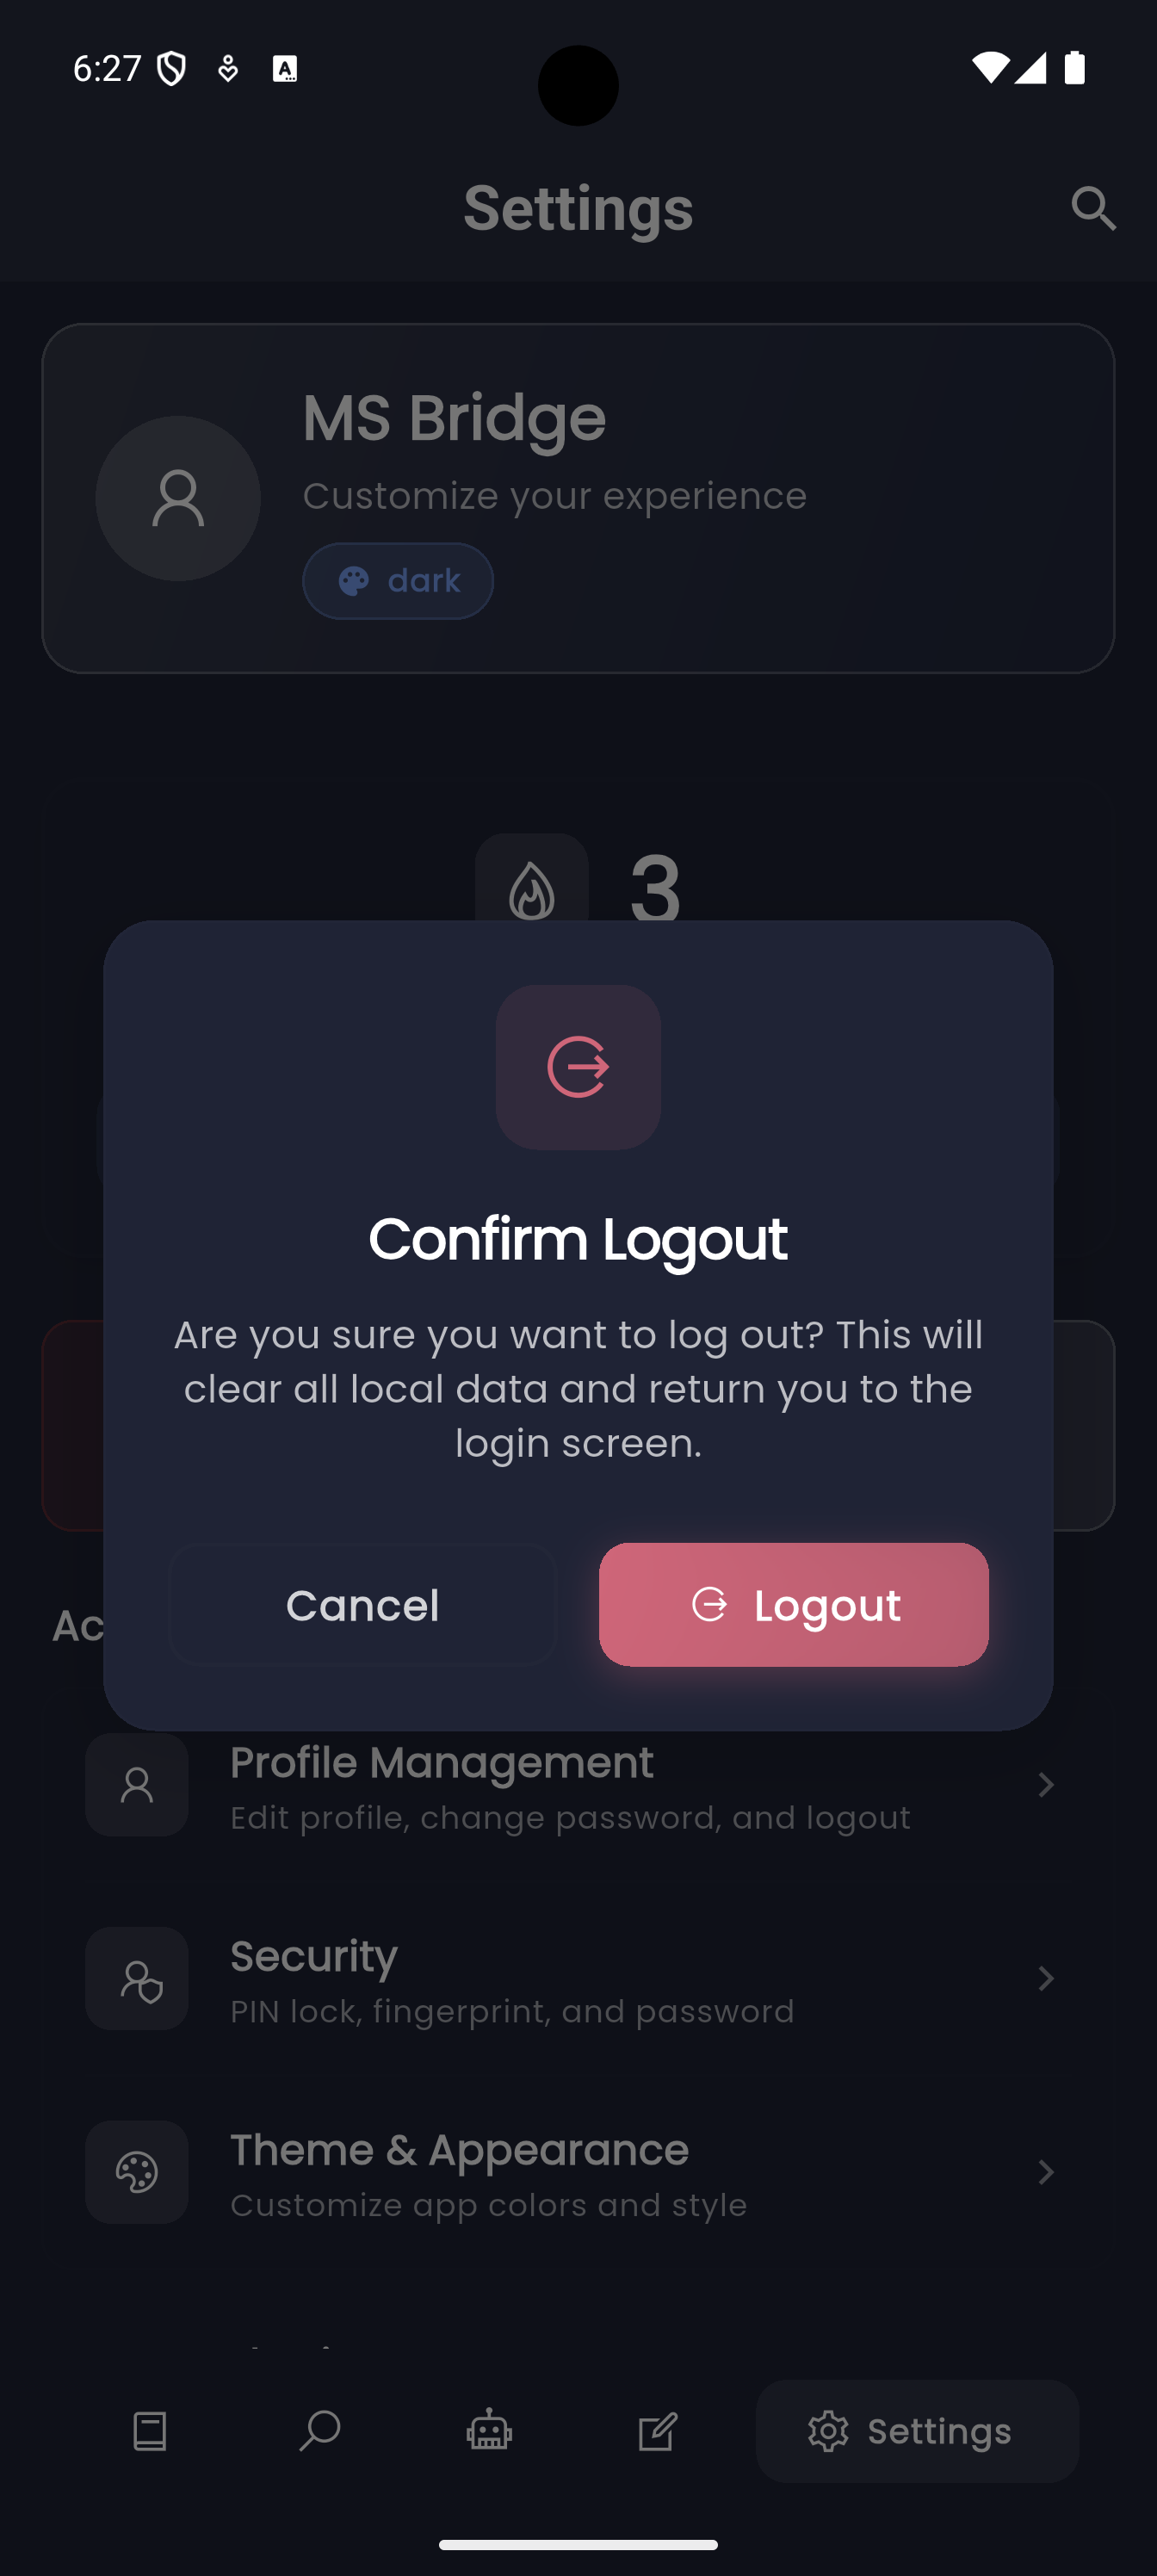 6:27
Settings
MS Bridge
Customize your experience
dark
3
Confirm Logout
Are you sure you want to log out? This will
clear all local data and return you to the
login screen.
Cancel
Logout
Ac
Profile Management
Edit profile, change password, and logout
Security
PIN lock, fingerprint, and password
Theme & Appearance
Customize app colors and style
Settings